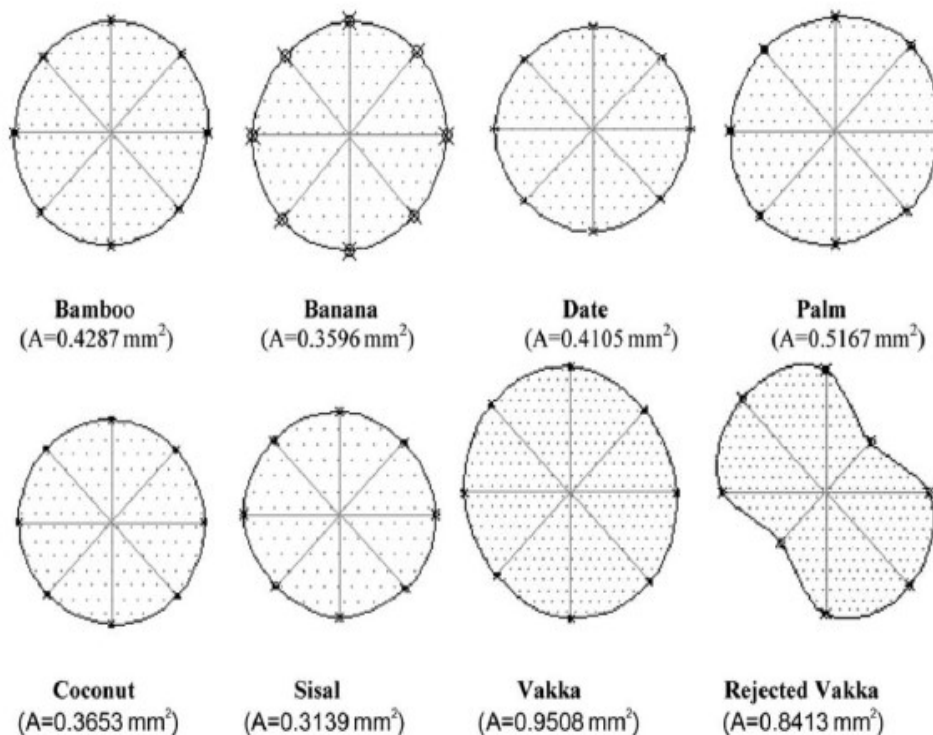 Bamboo Banana Date Palm
(A=0.4287 mm²) (A=0.3596 mm²) (A=0.4105 mm²) (A=0.5167 mm²)
Coconut Sisal Vakka Rejected Vakka
(A=0.3653 mm²) (A=0.3139 mm²) (A=0.9508 mm²) (A=0.8413 mm²)